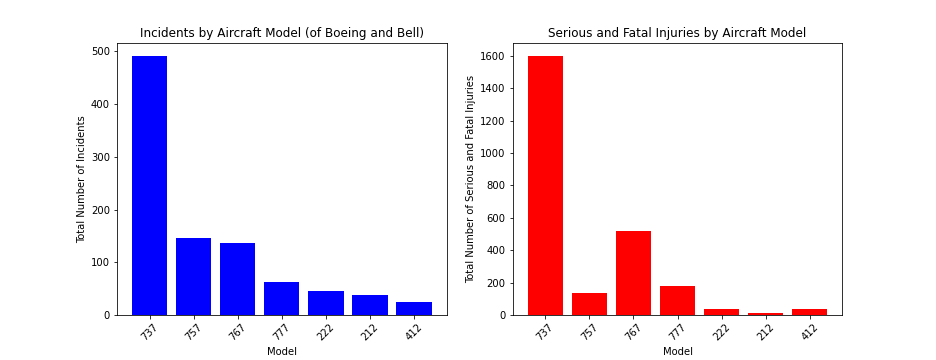 Incidents by Aircraft Model (of Boeing and Bell)
Total Number of Incidents
500
400
300
200
100
0
737 757 767 777 222 212 412
Model
Serious and Fatal Injuries by Aircraft Model
Total Number of Serious and Fatal Injuries
1600
1400
1200
1000
800
600
400
200
0
737 757 767 777 222 212 412
Model